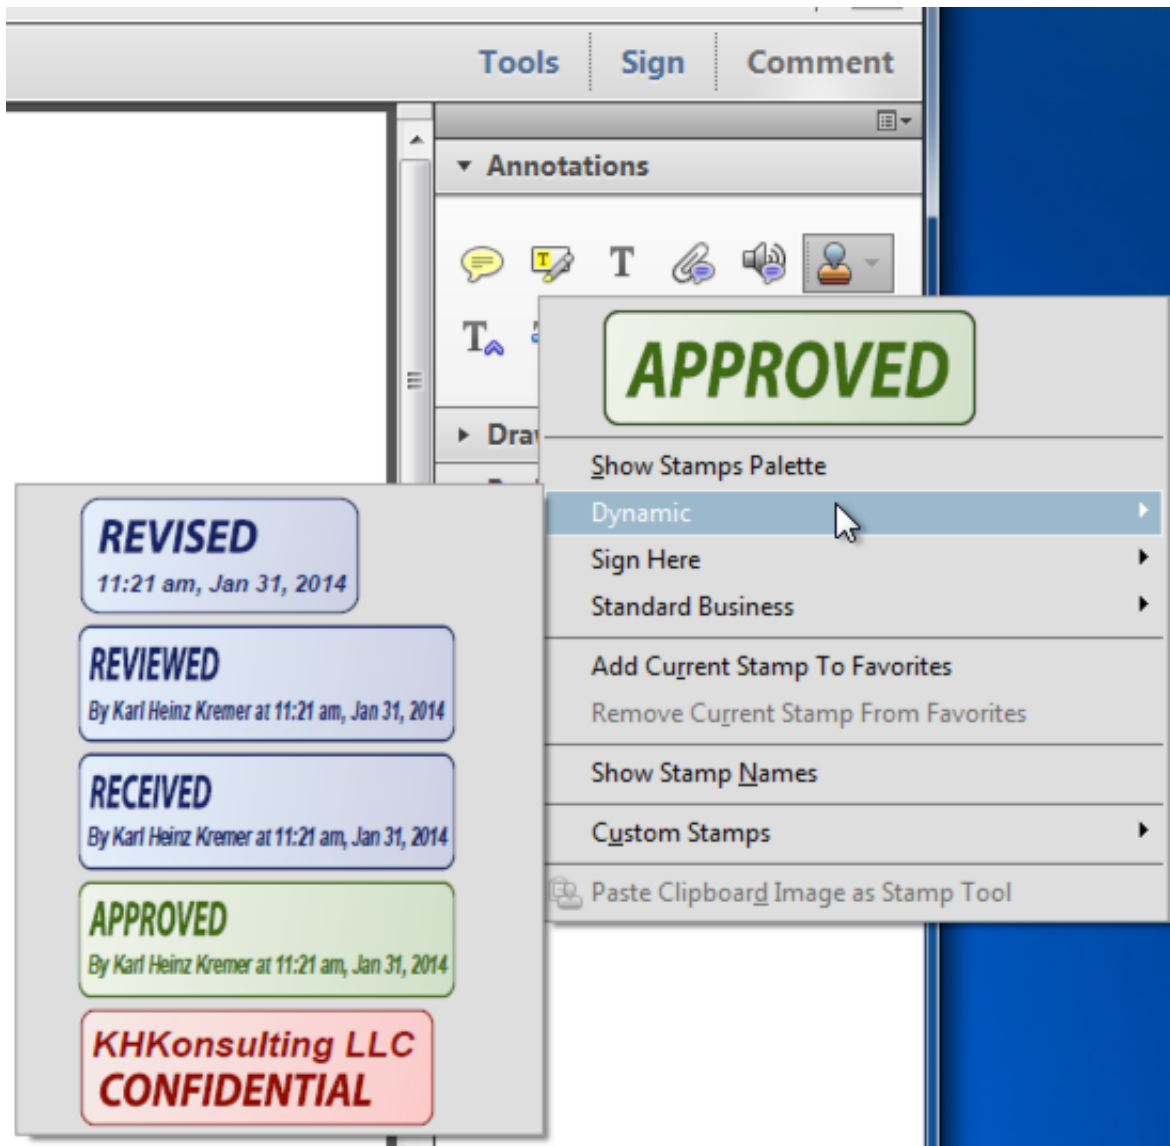 Tools Sign Comment
Annotations
T T
T
APPROVED
Show Stamps Palette
Dynamic
Sign Here
Standard Business
Add Current Stamp To Favorites
Remove Current Stamp From Favorites
Show Stamp Names
Custom Stamps
Paste Clipboard Image as Stamp Tool
REVISED
11:21 am, Jan 31, 2014
REVIEWED
By Karl Heinz Kremer at 11:21 am, Jan 31, 2014
RECEIVED
By Karl Heinz Kremer at 11:21 am, Jan 31, 2014
APPROVED
By Karl Heinz Kremer at 11:21 am, Jan 31, 2014
KHKonsulting LLC
CONFIDENTIAL